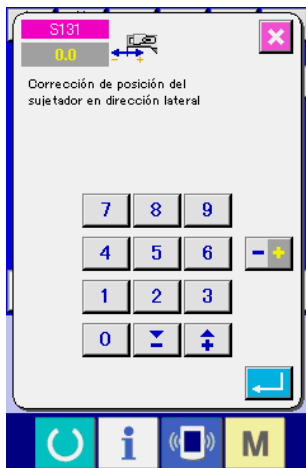 S131
0.0
Corrección de posición del
sujetador en dirección lateral
7 8 9
4 5 6 - +
1 2 3
0
i M